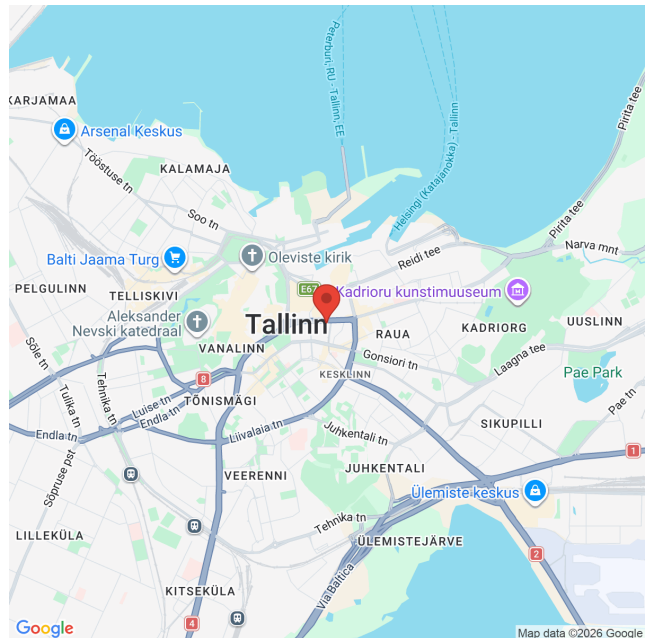 Peterburi, RU - Tallinn, EE
Helsingi (Katajanokka) - Tallinn
Pirita tee
KARJAMAA
Arsenal Keskus
Tööstuse tn
KALAMAJA
Soo tn
Pirita tee
Narva mnt
Oleviste kirik
Reidi tee
Balti Jaama Turg
PELGULINN
TELLISKIVI
E67
Kadrioru kunstimuuseum
Aleksander
Nevski katedraal
Tallinn
RAUA
KADRIORG
UUSLINN
VANALINN
Gonsiori tn
Laagna tee
Sõle tn
Tulika tn
Tehnika tn
8
KESKLINN
Pae Park
Luise tn
TÕNISMÄGI
Pae tn
Endla tn
Endla tn
Liivalaia tn
Juhkentali tn
SIKUPILLI
Sõpruse pst
1
VEERENNI
JUHKENTALI
Ülemiste keskus
Tehnika tn
LILLEKÜLA
ÜLEMISTEJÄRVE
2
Via Baltica
KITSEKÜLA
4
Google
Map data ©2026 Google